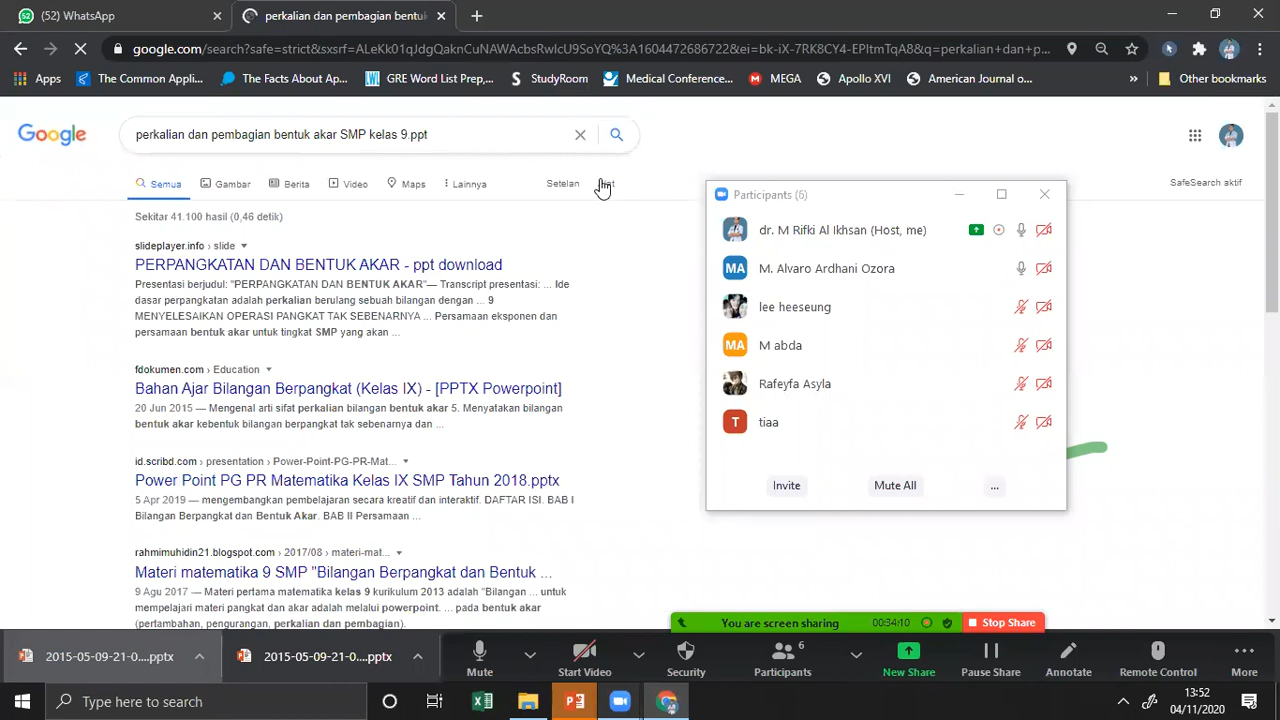 (52) WhatsApp
perkalian dan pembagian bentu
google.com/search?safe=strict&sxsrf=ALeKk01qJdgQaknCuNAWAcbsRwlcU9SoYQ%3A1604472686722&ei=bk-iX-7RK8CY4-EPltmTqA8&q=perkalian+dan+p...
Apps
The Common Applic...
The Facts About Ap...
GRE Word List Prep,...
StudyRoom
Medical Conference...
MEGA
Apollo XVI
American Journal o...
»
Other bookmarks
Google
perkalian dan pembagian bentuk akar SMP kelas 9.ppt
Semua
Gambar
Berita
Video
Maps
Lainnya
Setelan
SafeSearch aktif
Sekitar 41.100 hasil (0,46 detik)
slideplayer.info › slide
PERPANGKATAN DAN BENTUK AKAR - ppt download
Presentasi berjudul: "PERPANGKATAN DAN BENTUK AKAR"— Transcript presentasi: ... Ide
dasar perpangkatan adalah perkalian berulang sebuah bilangan dengan ... 9
MENYELESAIKAN OPERASI PANGKAT TAK SEBENARNYA ... Persamaan eksponen dan
persamaan bentuk akar untuk tingkat SMP yang akan ...
fdokumen.com › Education
Bahan Ajar Bilangan Berpangkat (Kelas IX) - [PPTX Powerpoint]
20 Jun 2015 — Mengenal arti sifat perkalian bilangan bentuk akar 5. Menyatakan bilangan
bentuk akar kebentuk bilangan berpangkat tak sebenarnya dan ...
id.scribd.com › presentation › Power-Point-PG-PR-Mat...
Power Point PG PR Matematika Kelas IX SMP Tahun 2018.pptx
5 Apr 2019 — mengembangkan pembelajaran secara kreatif dan interaktif. DAFTAR ISI. BAB I
Bilangan Berpangkat dan Bentuk Akar. BAB II Persamaan ...
rahmimuhidin21.blogspot.com › 2017/08 › materi-mat...
Materi matematika 9 SMP "Bilangan Berpangkat dan Bentuk ...
9 Agu 2017 — Materi pertama matematika kelas 9 kurikulum 2013 adalah "Bilangan ... bilangan untuk
mempelajari materi pangkat dan akar adalah melalui powerpoint. ... pada bentuk akar
(pertambahan, pengurangan, perkalian dan pembagian).
Participants (6)
dr. M Rifki Al Ikhsan (Host, me)
MA
M. Alvaro Ardhani Ozora
lee heeseung
MA
M abda
Rafeyfa Asyla
T
tiaa
Invite
Mute All
...
You are screen sharing
00:34:10
Stop Share
2015-05-09-21-0....pptx
2015-05-09-21-0....pptx
Mute
Start Video
Security
6
Participants
New Share
Pause Share
Annotate
Remote Control
More
Type here to search
13:52
04/11/2020